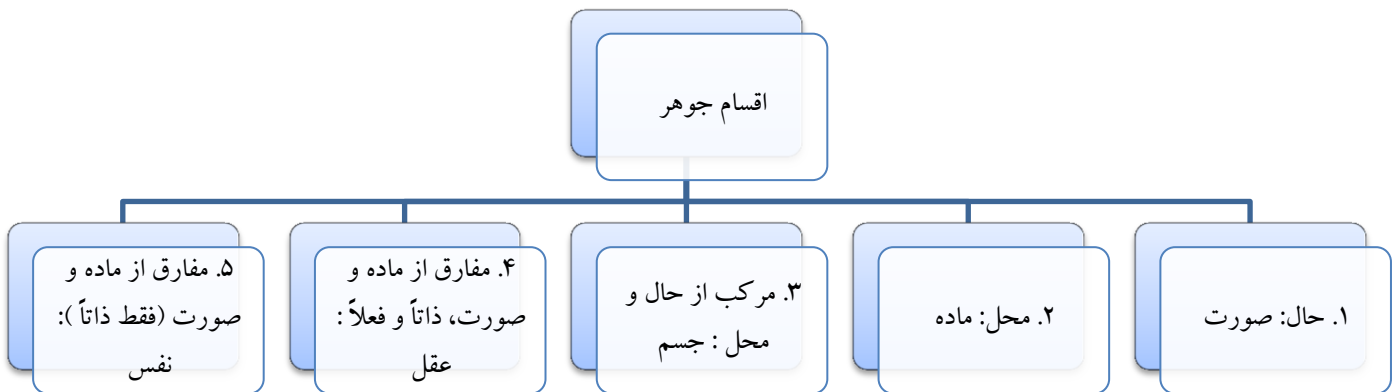 اقسام جوهر
۱. حال: صورت
۲. محل: ماده
۳. مرکب از حال و
محل : جسم
۴. مفارق از ماده و
صورت، ذاتاً و فعلاً :
عقل
۵. مفارق از ماده و
صورت (فقط ذاتاً ):
نفس